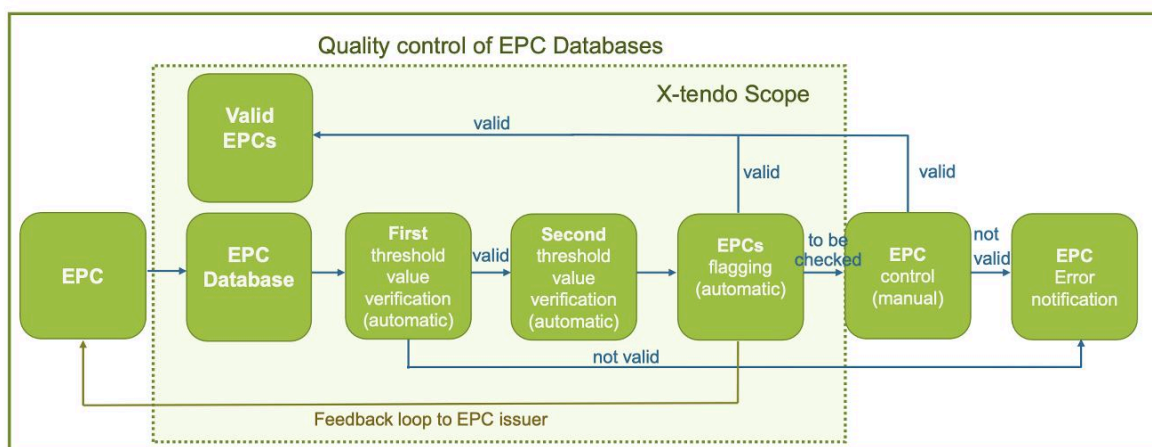 Quality control of EPC Databases
X-tendo Scope
Valid
EPCs
valid
valid
valid
EPC
EPC
Database
First
threshold
value
verification
(automatic)
valid
Second
threshold
value
verification
(automatic)
EPCs
flagging
(automatic)
to be
checked
EPC
control
(manual)
not
valid
EPC
Error
notification
not valid
Feedback loop to EPC issuer